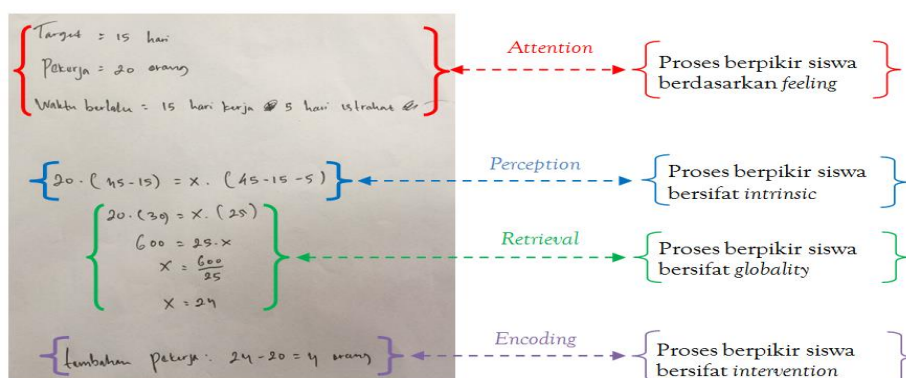 Target = 15 hari
Attention
Proses berpikir siswa
berdasarkan feeling
Pekerja = 20 orang
Waktu berlalu = 15 hari kerja 5 hari istrahat
Perception
Proses berpikir siswa
bersifat intrinsic
20 . (45-15) = x . (45-15-5)
20 . (30) = x . (25)
600 = 25 . x
x = 600
25
x = 24
Retrieval
Proses berpikir siswa
bersifat globality
Encoding
Proses berpikir siswa
bersifat intervention
tambahan pekerja : 24 - 20 = 4 orang